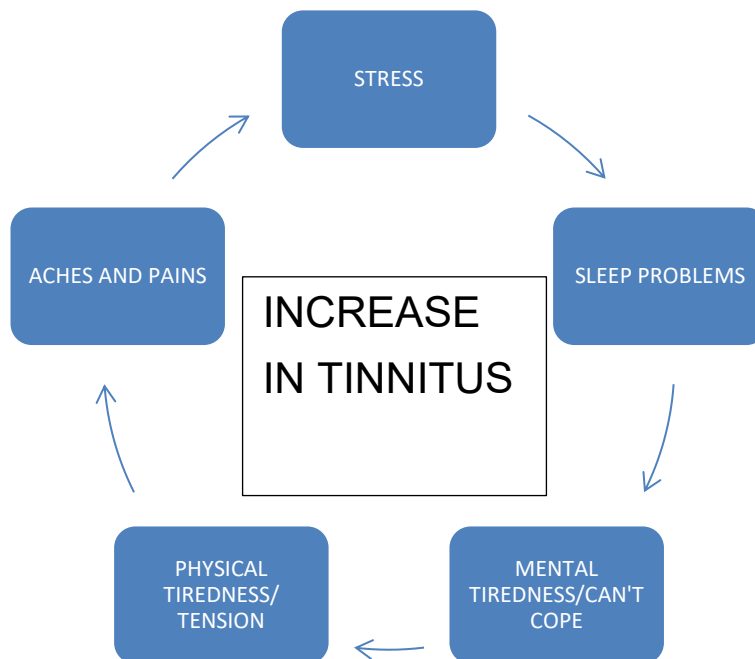 STRESS
ACHES AND PAINS
SLEEP PROBLEMS
INCREASE
IN TINNITUS
PHYSICAL
TIREDNESS/
TENSION
MENTAL
TIREDNESS/CAN'T
COPE